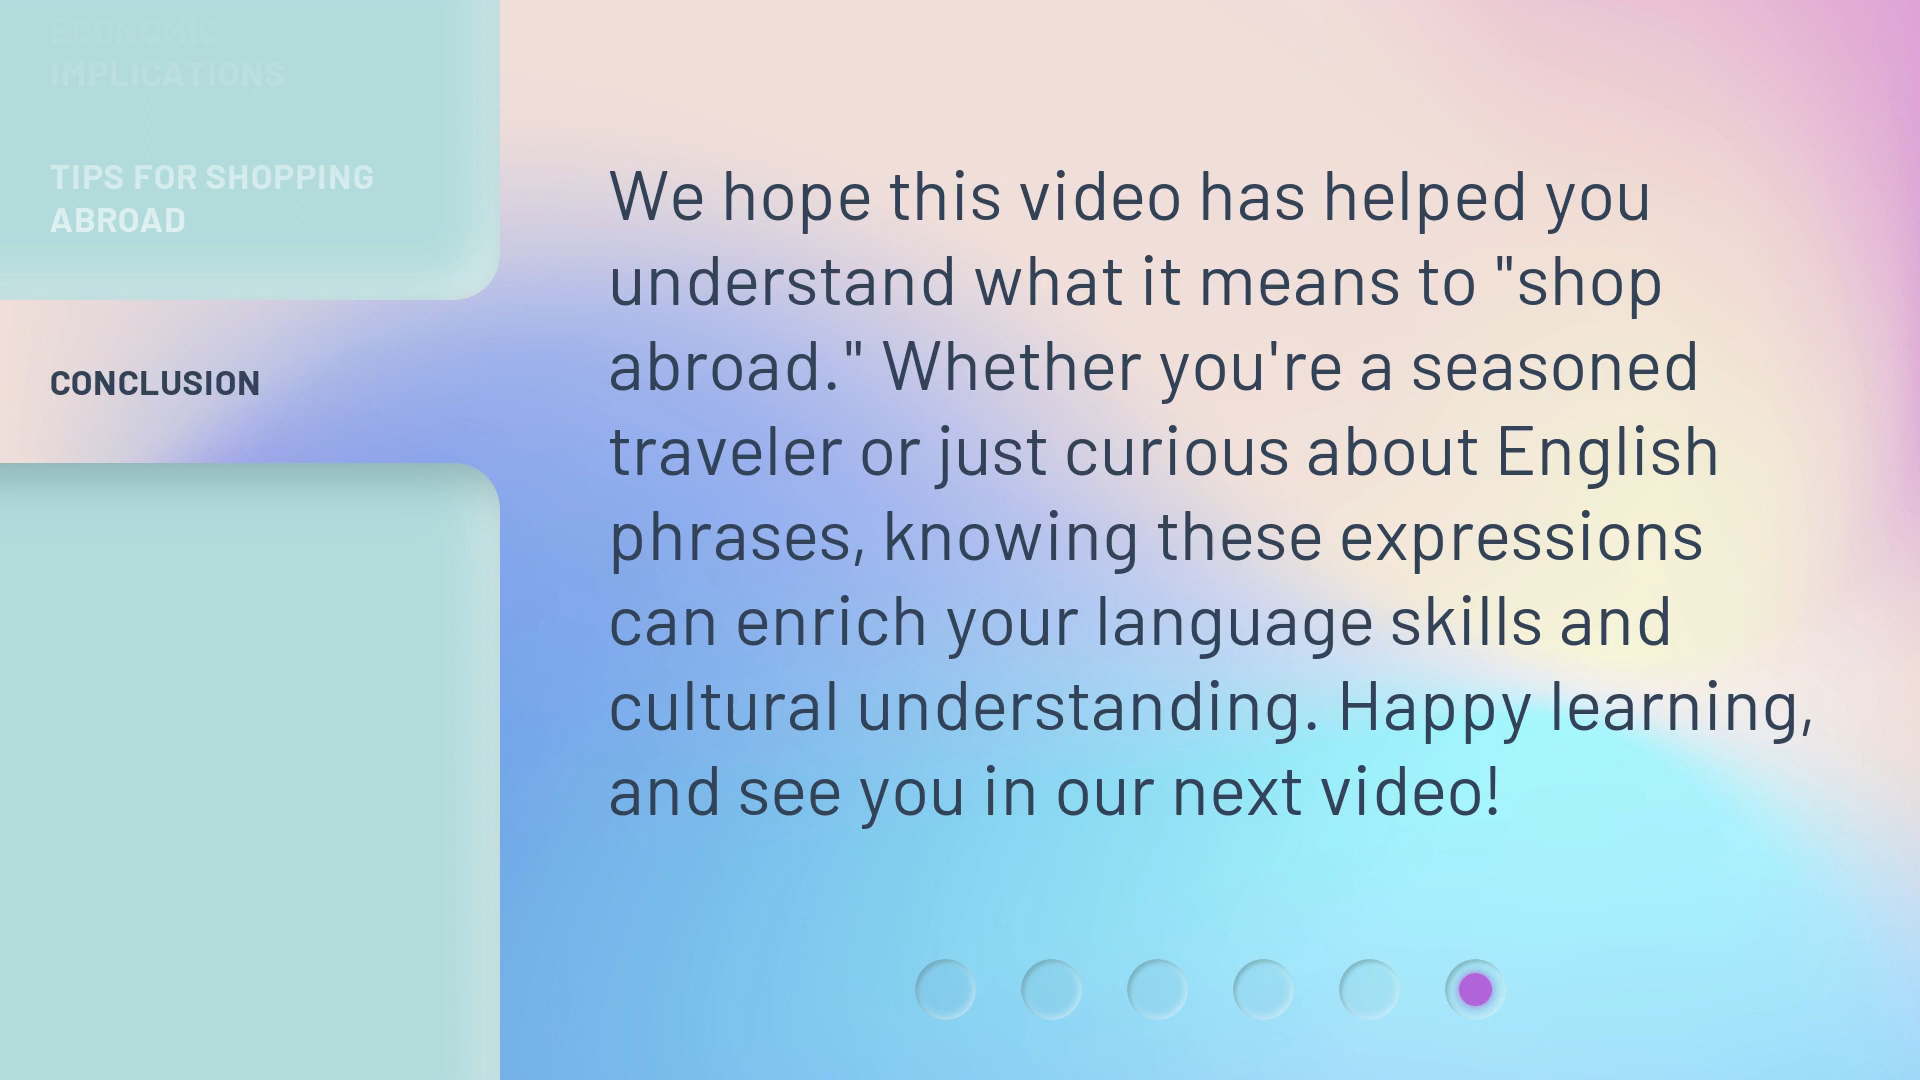 ECONOMIC
IMPLICATIONS
TIPS FOR SHOPPING
ABROAD
CONCLUSION
We hope this video has helped you
understand what it means to "shop
abroad." Whether you're a seasoned
traveler or just curious about English
phrases, knowing these expressions
can enrich your language skills and
cultural understanding. Happy learning,
and see you in our next video!